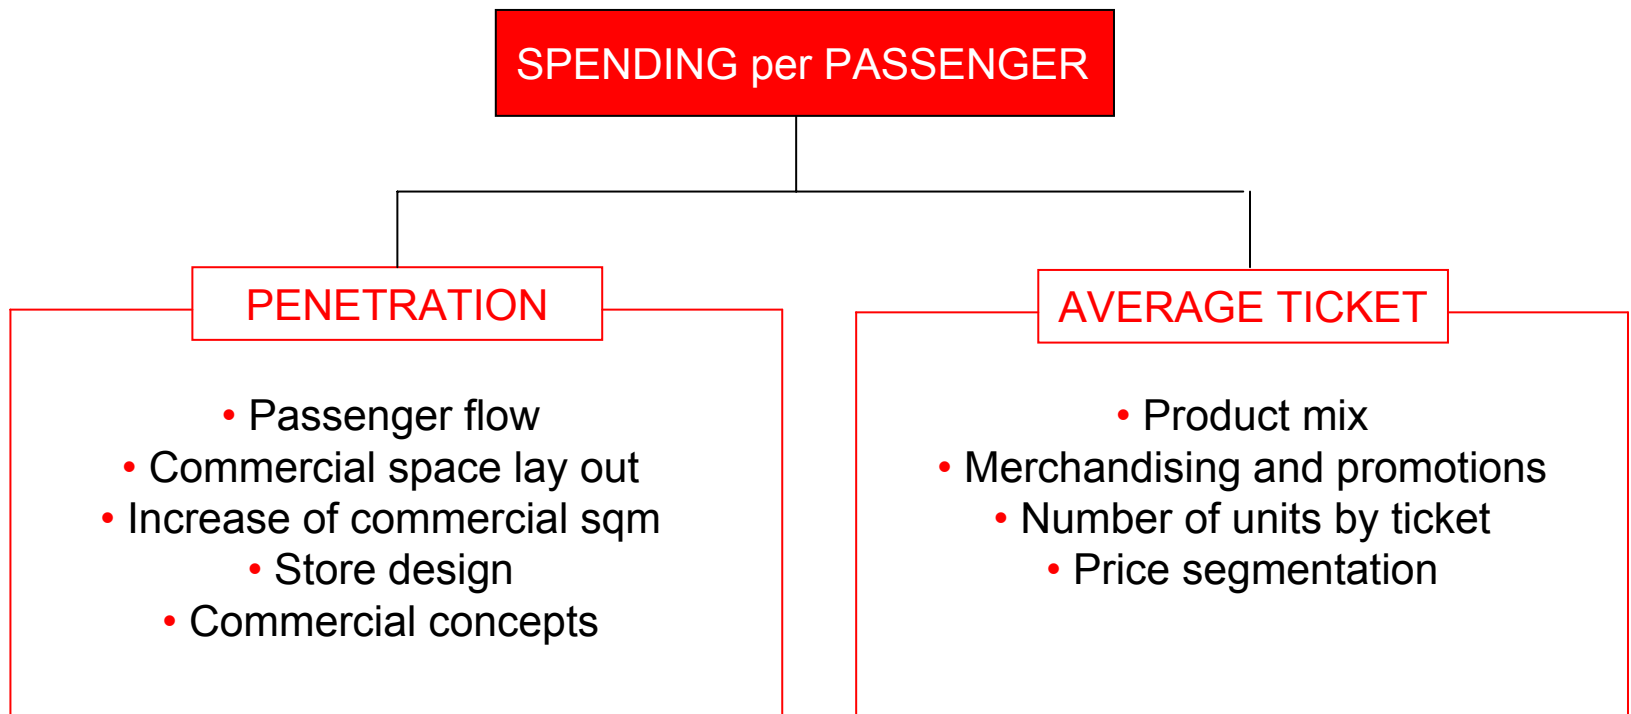 SPENDING per PASSENGER
PENETRATION
• Passenger flow
• Commercial space lay out
• Increase of commercial sqm
• Store design
• Commercial concepts
AVERAGE TICKET
• Product mix
• Merchandising and promotions
• Number of units by ticket
• Price segmentation